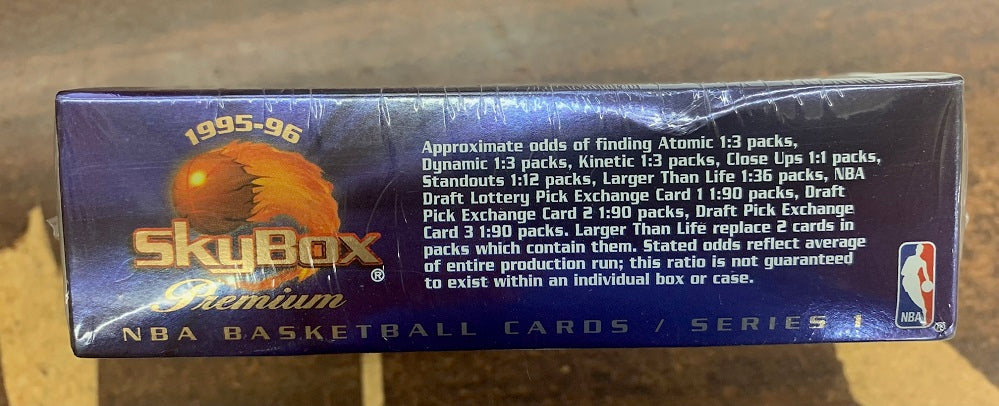 1995-96
SkyBox®
Premium
NBA BASKETBALL CARDS / SERIES 1
Approximate odds of finding Atomic 1:3 packs,
Dynamic 1:3 packs, Kinetic 1:3 packs, Close Ups 1:1 packs,
Standouts 1:12 packs, Larger Than Life 1:36 packs, NBA
Draft Lottery Pick Exchange Card 1 1:90 packs, Draft
Pick Exchange Card 2 1:90 packs, Draft Pick Exchange
Card 3 1:90 packs. Larger Than Life replace 2 cards in
packs which contain them. Stated odds reflect average
of entire production run; this ratio is not guaranteed
to exist within an individual box or case.
NBA ®